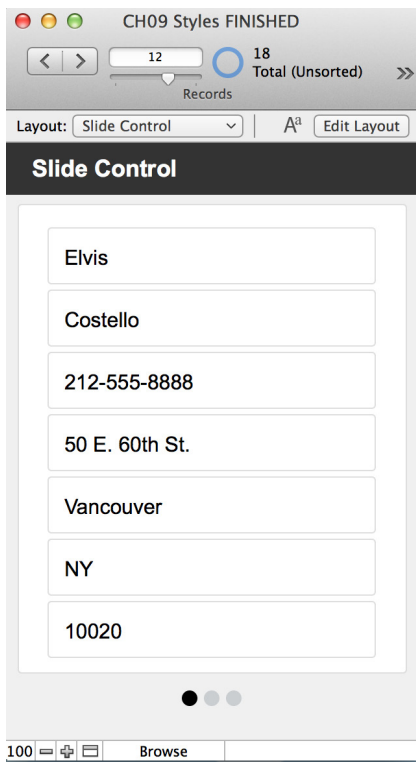 CH09 Styles FINISHED
12
18
Total (Unsorted)
Records
Layout: Slide Control Aa Edit Layout
Slide Control
Elvis
Costello
212-555-8888
50 E. 60th St.
Vancouver
NY
10020
100 Browse